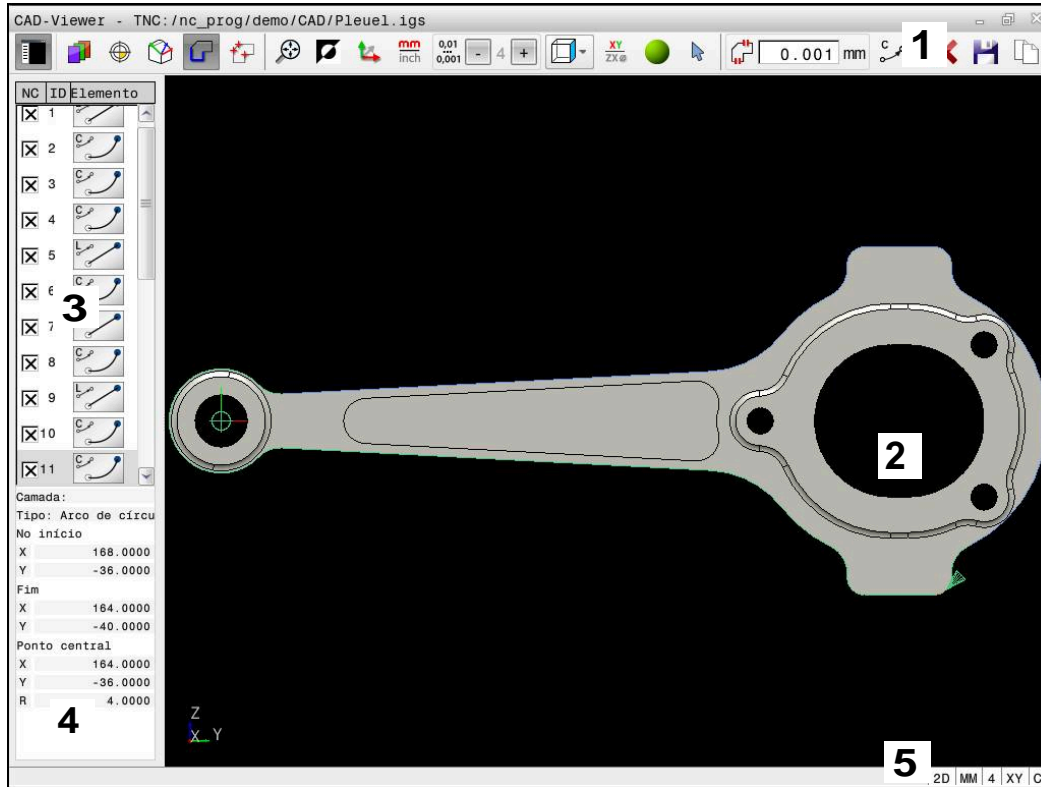 CAD-Viewer - TNC:/nc_prog/demo/CAD/Pleuel.igs
mm
inch
0,01
...
0,001
- 4 +
XY
ZX
0.001 mm
C
1
NC ID Elemento
1
2 C
3 C
4 C
5 L
6 C
3
7
8 C
9 L
10 C
11 C
Camada:
Tipo: Arco de círcu
No início
X 168.0000
Y -36.0000
Fim
X 164.0000
Y -40.0000
Ponto central
X 164.0000
Y -36.0000
R 4.0000
4
2
Z
X Y
5
2D MM 4 XY C